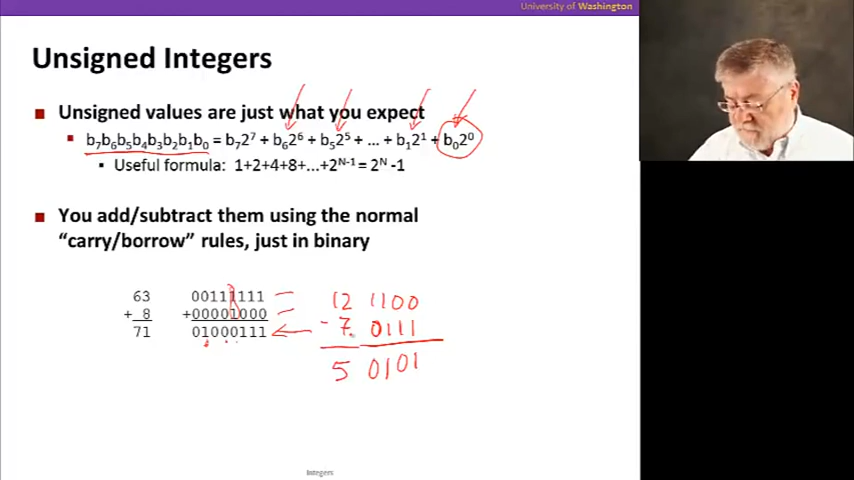 University of Washington
Unsigned Integers
Unsigned values are just what you expect
b₇b₆b₅b₄b₃b₂b₁b₀ = b₇2⁷ + b₆2⁶ + b₅2⁵ + … + b₁2¹ + b₀2⁰
Useful formula: 1+2+4+8+...+2ᴺ⁻¹ = 2ᴺ -1
You add/subtract them using the normal
“carry/borrow” rules, just in binary
63 00111111
+ 8 +00001000
71 01000111
12 1100
- 7 0111
5 0101
Integers